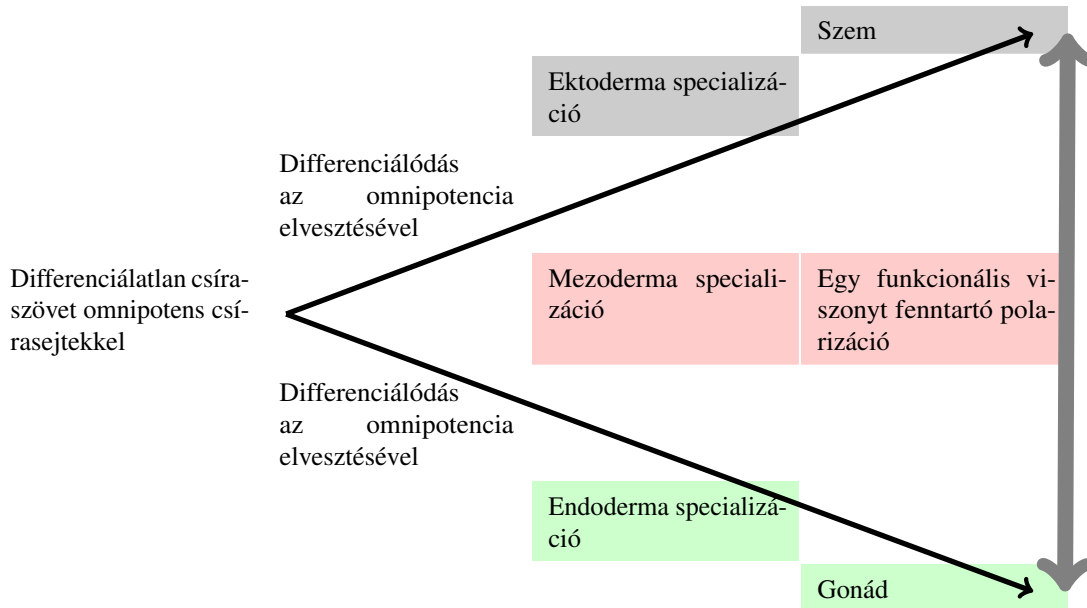 Szem
Ektoderma specializá-
ció
Differenciálódás
az omnipotencia
elvesztésével
Differenciálatlan csíra-
szövet omnipotens csí-
rasejtekkel
Mezoderma speciali-
záció
Egy funkcionális vi-
szonyt fenntartó pola-
rizáció
Differenciálódás
az omnipotencia
elvesztésével
Endoderma specializá-
ció
Gonád